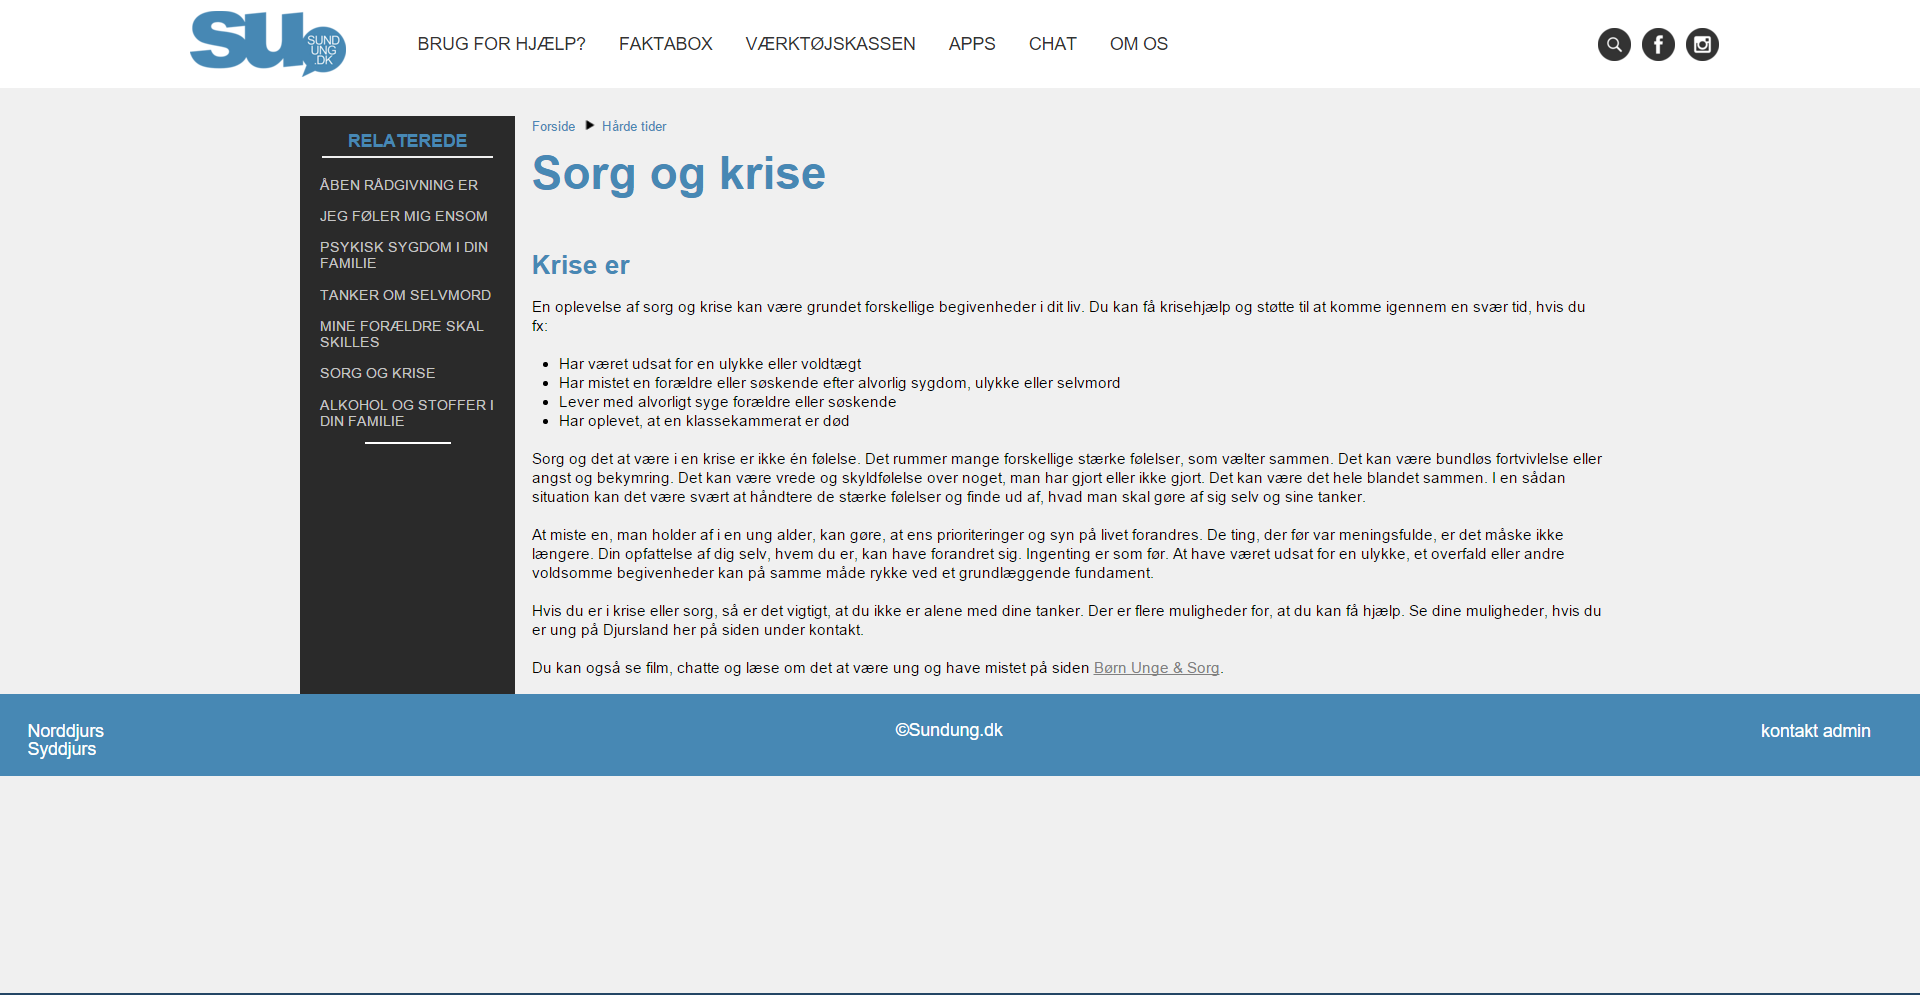 SU
SUND
UNG
.DK
BRUG FOR HJÆLP? FAKTABOX VÆRKTØJSKASSEN APPS CHAT OM OS
RELATEREDE
ÅBEN RÅDGIVNING ER
JEG FØLER MIG ENSOM
PSYKISK SYGDOM I DIN
FAMILIE
TANKER OM SELVMORD
MINE FORÆLDRE SKAL
SKILLES
SORG OG KRISE
ALKOHOL OG STOFFER I
DIN FAMILIE
Forside Hårde tider
Sorg og krise
Krise er
En oplevelse af sorg og krise kan være grundet forskellige begivenheder i dit liv. Du kan få krisehjælp og støtte til at komme igennem en svær tid, hvis du
fx:
• Har været udsat for en ulykke eller voldtægt
• Har mistet en forældre eller søskende efter alvorlig sygdom, ulykke eller selvmord
• Lever med alvorligt syge forældre eller søskende
• Har oplevet, at en klassekammerat er død
Sorg og det at være i en krise er ikke én følelse. Det rummer mange forskellige stærke følelser, som vælter sammen. Det kan være bundløs fortvivlelse eller
angst og bekymring. Det kan være vrede og skyldfølelse over noget, man har gjort eller ikke gjort. Det kan være det hele blandet sammen. I en sådan
situation kan det være svært at håndtere de stærke følelser og finde ud af, hvad man skal gøre af sig selv og sine tanker.
At miste en, man holder af i en ung alder, kan gøre, at ens prioriteringer og syn på livet forandres. De ting, der før var meningsfulde, er det måske ikke
længere. Din opfattelse af dig selv, hvem du er, kan have forandret sig. Ingenting er som før. At have været udsat for en ulykke, et overfald eller andre
voldsomme begivenheder kan på samme måde rykke ved et grundlæggende fundament.
Hvis du er i krise eller sorg, så er det vigtigt, at du ikke er alene med dine tanker. Der er flere muligheder for, at du kan få hjælp. Se dine muligheder, hvis du
er ung på Djursland her på siden under kontakt.
Du kan også se film, chatte og læse om det at være ung og have mistet på siden Børn Unge & Sorg.
Norddjurs
Syddjurs
©Sundung.dk
kontakt admin